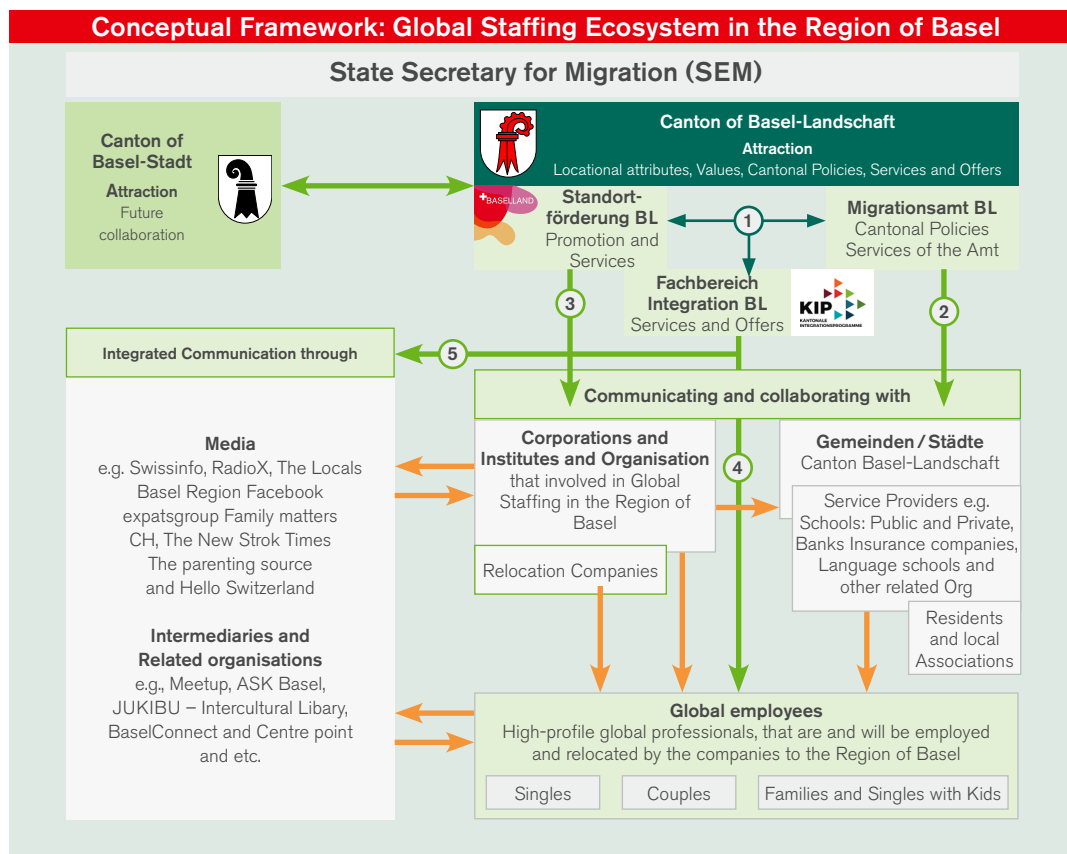 Conceptual Framework: Global Staffing Ecosystem in the Region of Basel
State Secretary for Migration (SEM)
Canton of
Basel-Stadt
Attraction
Future
collaboration
Canton of Basel-Landschaft
Attraction
Locational attributes, Values, Cantonal Policies, Services and Offers
BASELLAND
Standort-
förderung BL
Promotion and
Services
1
Migrationsamt BL
Cantonal Policies
Services of the Amt
Fachbereich
Integration BL
Services and Offers
KIP
KANTONALE
INTEGRATIONSPROGRAMME
3
2
5
Integrated Communication through
Communicating and collaborating with
Media
e.g. Swissinfo, RadioX, The Locals
Basel Region Facebook
expatsgroup Family matters
CH, The New Strok Times
The parenting source
and Hello Switzerland
Intermediaries and
Related organisations
e.g., Meetup, ASK Basel,
JUKIBU – Intercultural Libary,
BaselConnect and Centre point
and etc.
Corporations and
Institutes and Organisation
that involved in Global
Staffing in the Region of
Basel
Relocation Companies
4
Gemeinden / Städte
Canton Basel-Landschaft
Service Providers e.g.
Schools: Public and Private,
Banks Insurance companies,
Language schools and
other related Org
Residents
and local
Associations
Global employees
High-profile global professionals, that are and will be employed
and relocated by the companies to the Region of Basel
Singles
Couples
Families and Singles with Kids